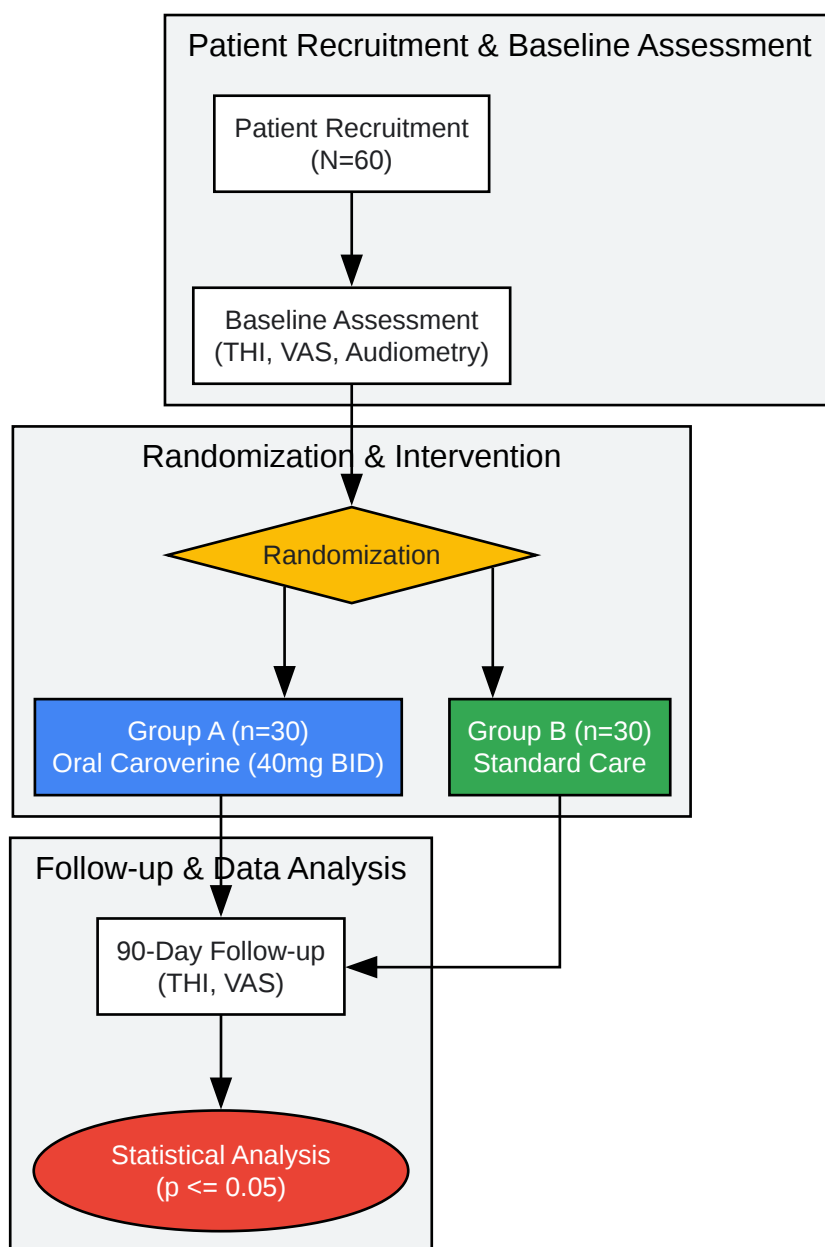 Patient Recruitment & Baseline Assessment
Patient Recruitment
(N=60)
Baseline Assessment
(THI, VAS, Audiometry)
Randomization & Intervention
Randomization
Group A (n=30)
Oral Caroverine (40mg BID)
Group B (n=30)
Standard Care
Follow-up & Data Analysis
90-Day Follow-up
(THI, VAS)
Statistical Analysis
(p <= 0.05)